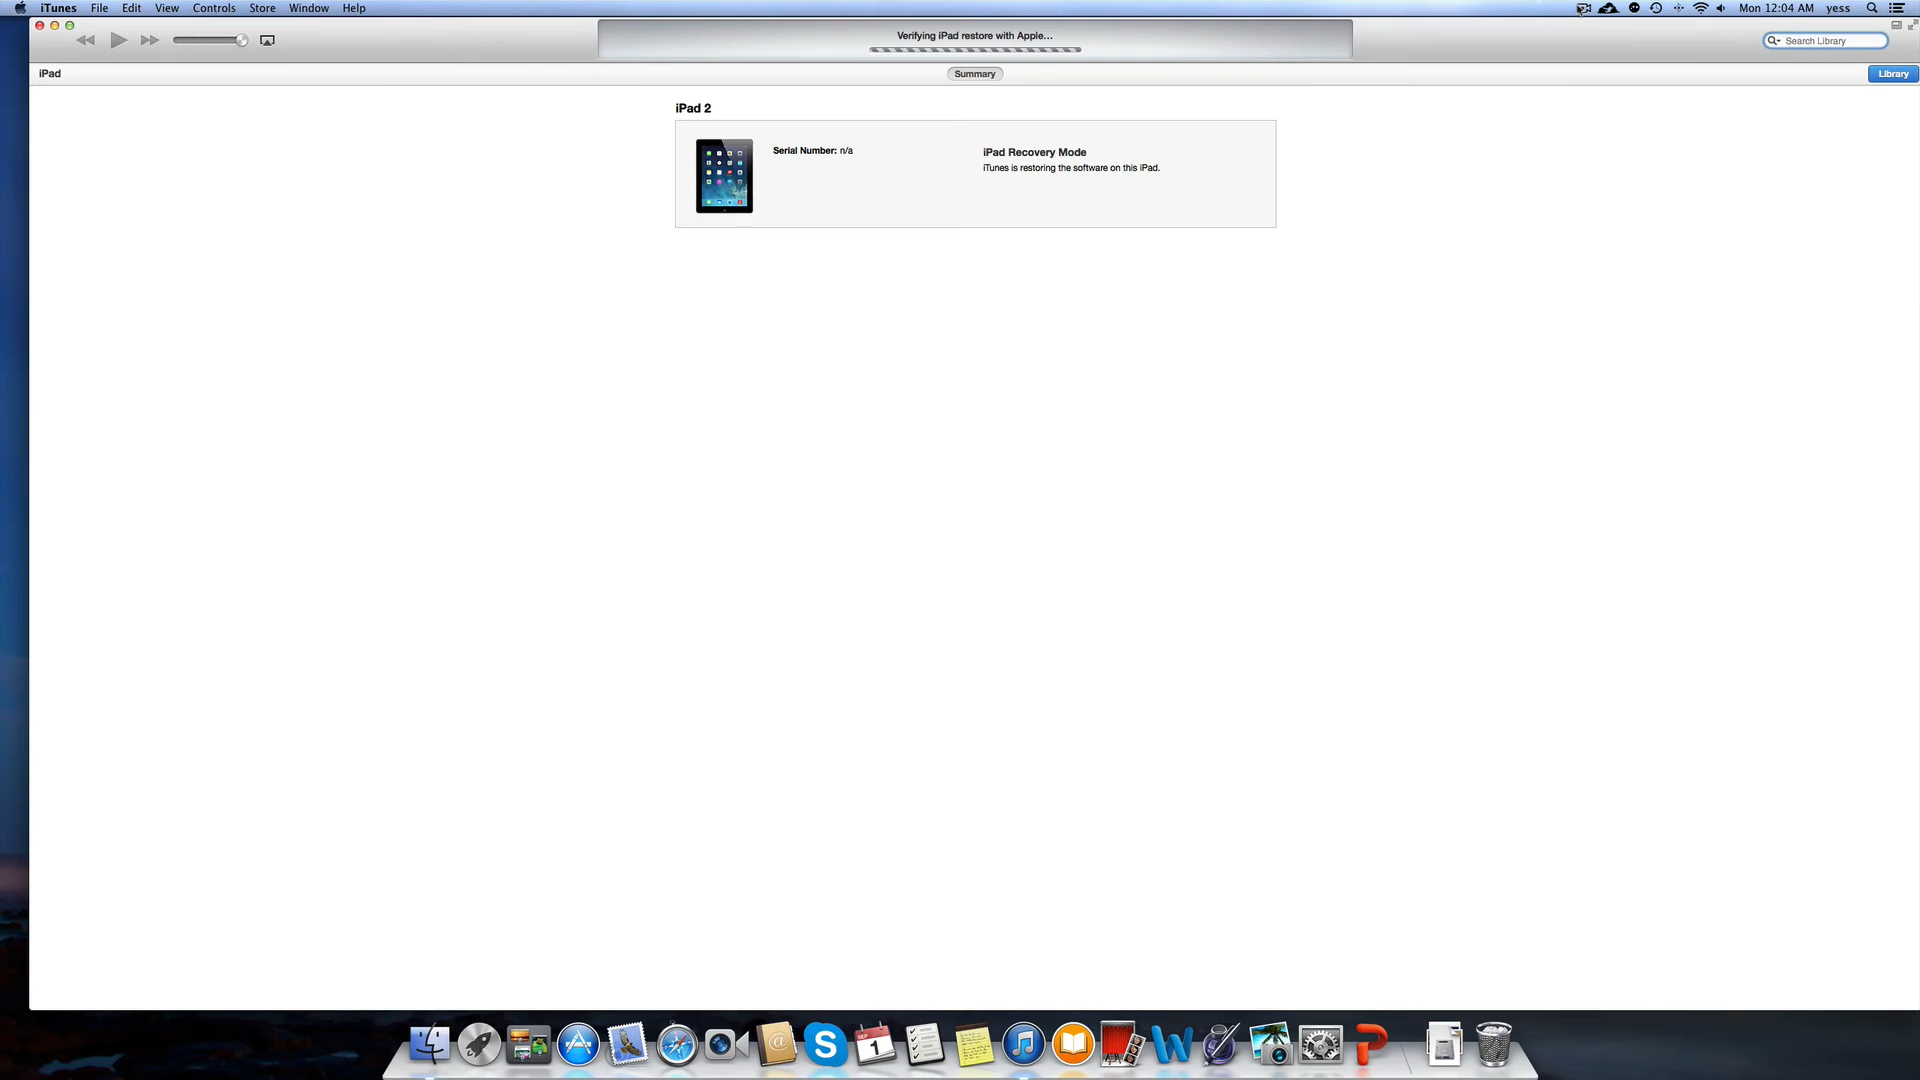 iTunes File Edit View Controls Store Window Help Mon 12:04 AM yess
Verifying iPad restore with Apple...
Search Library
iPad Summary Library
iPad 2
Serial Number: n/a
iPad Recovery Mode
iTunes is restoring the software on this iPad.
SEP
1